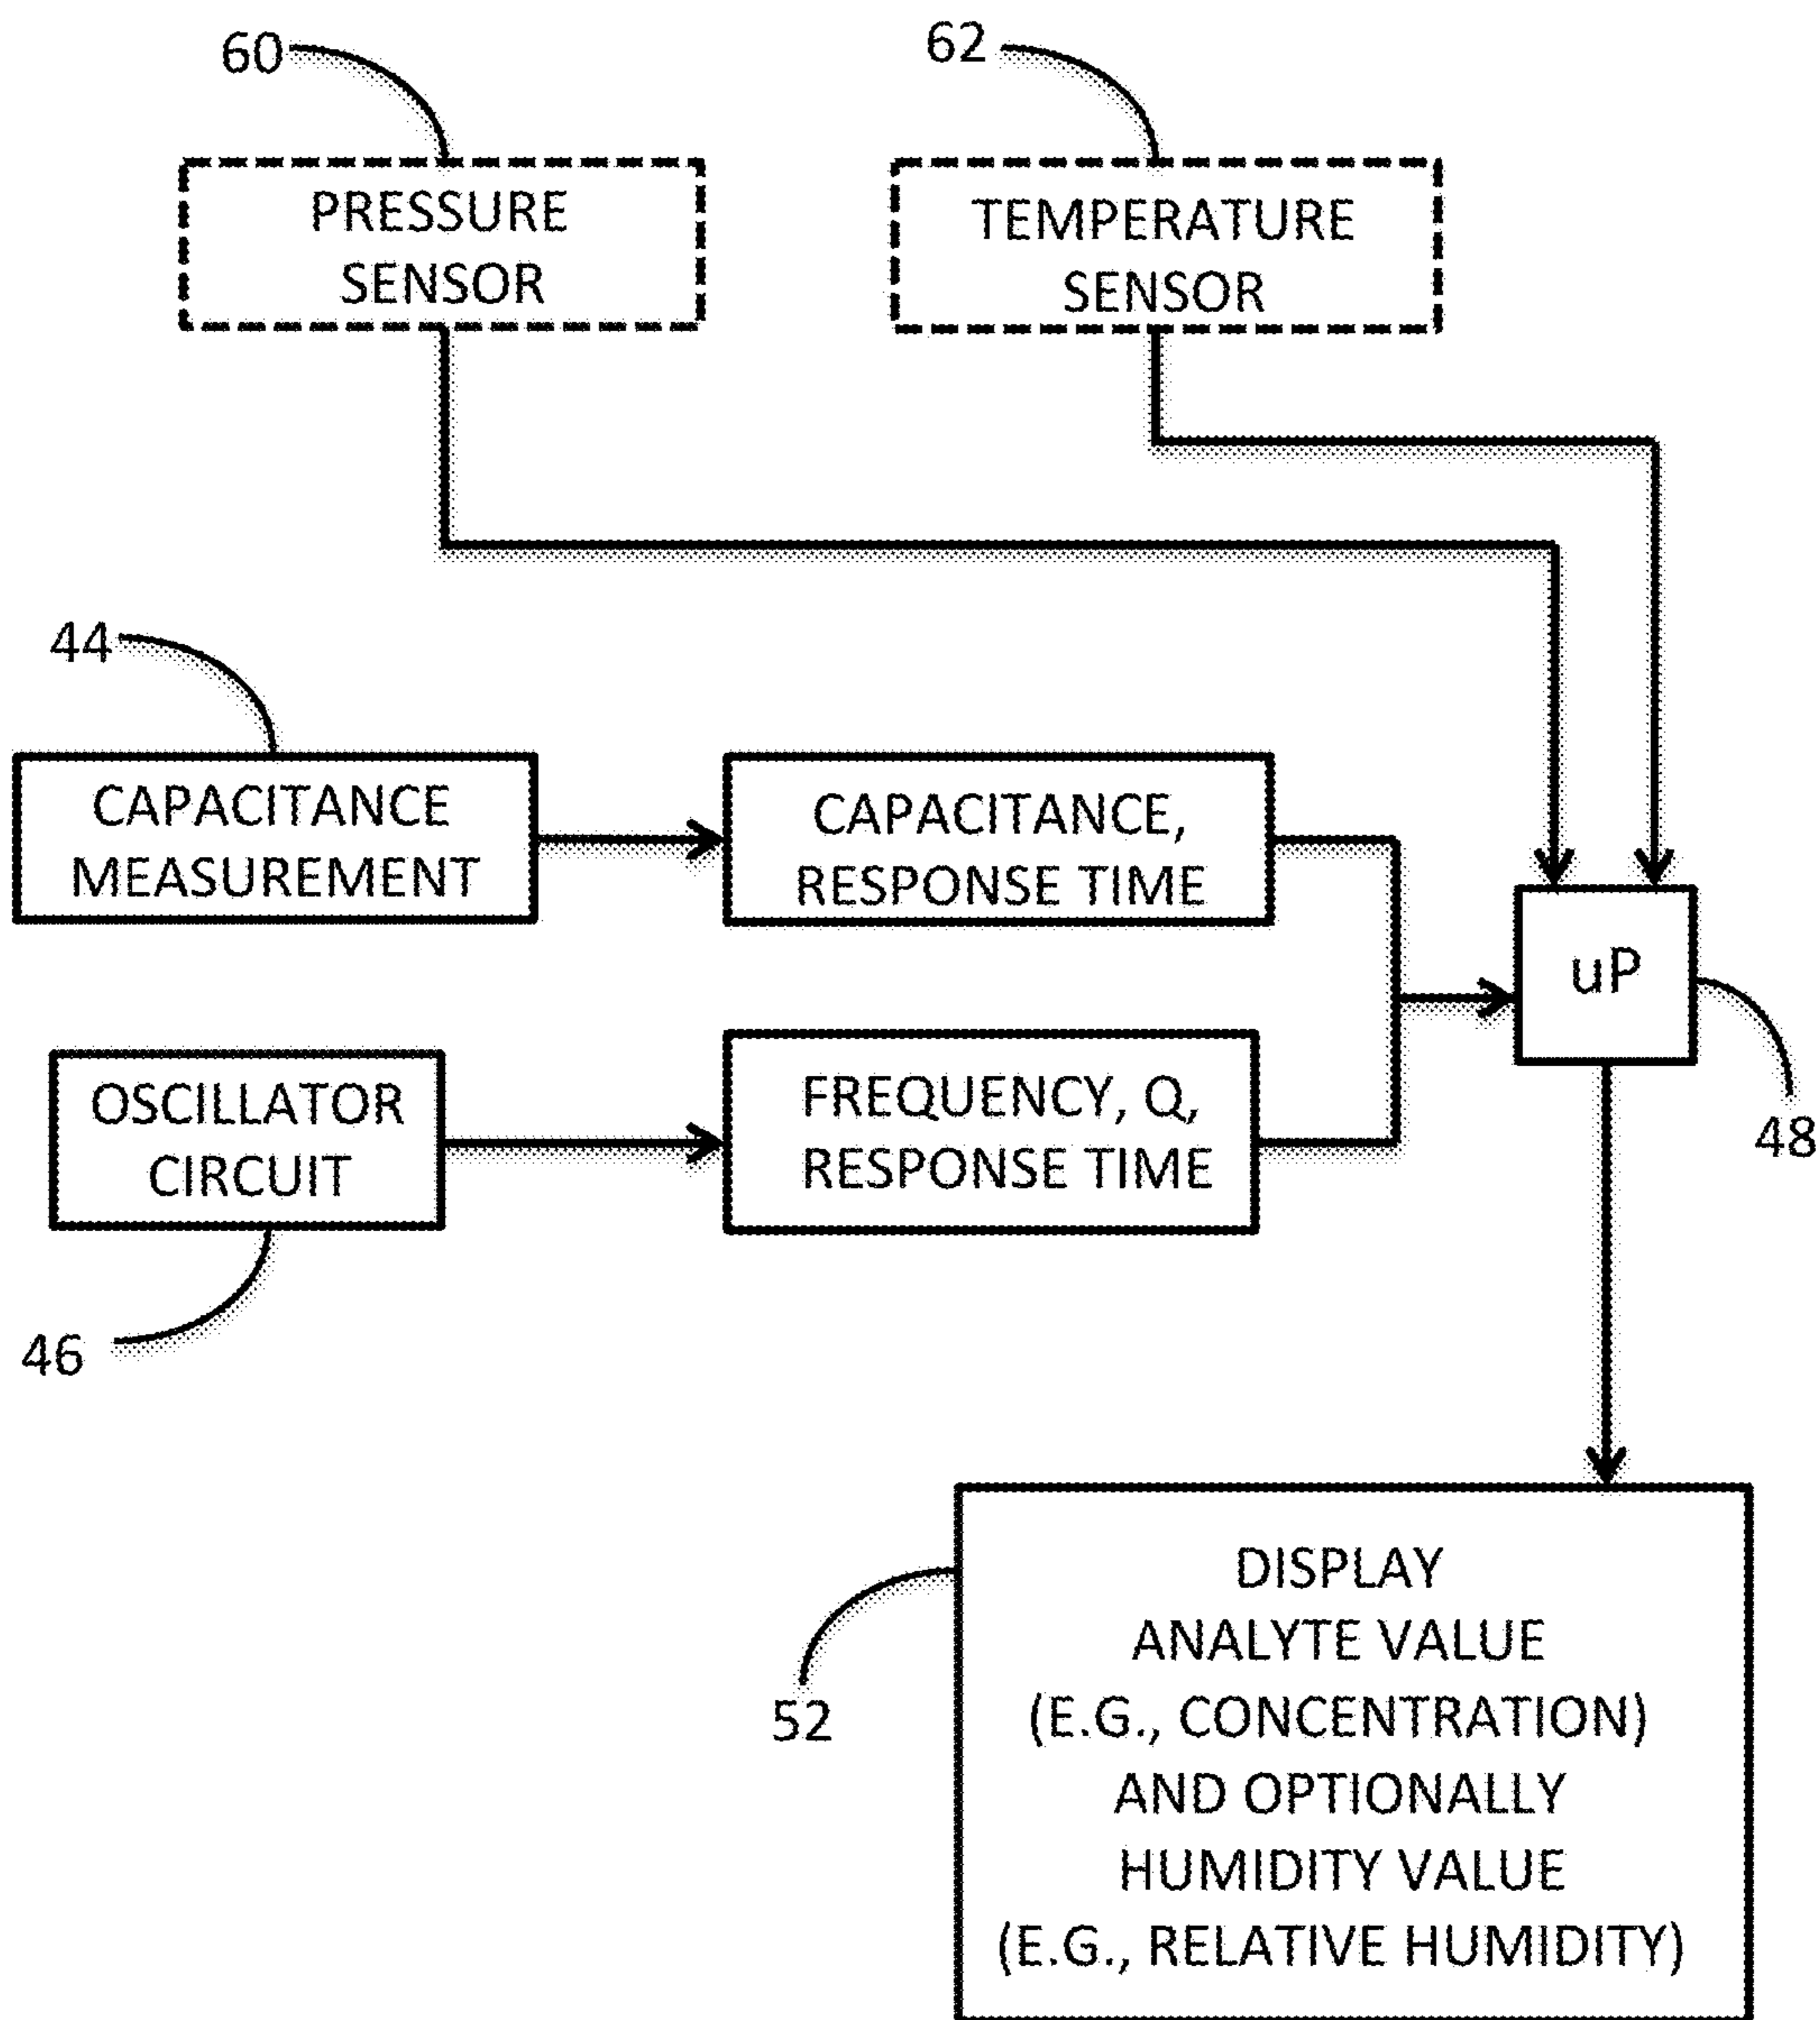 60
62
PRESSURE
SENSOR
TEMPERATURE
SENSOR
44
CAPACITANCE
MEASUREMENT
CAPACITANCE,
RESPONSE TIME
uP
48
OSCILLATOR
CIRCUIT
FREQUENCY, Q,
RESPONSE TIME
46
52
DISPLAY
ANALYTE VALUE
(E.G., CONCENTRATION)
AND OPTIONALLY
HUMIDITY VALUE
(E.G., RELATIVE HUMIDITY)